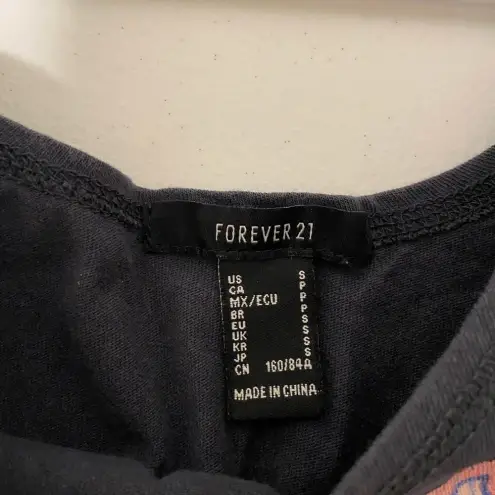 FOREVER 21
US S
CA P
MX/ECU P
BR P
EU S
UK S
KR S
JP S
CN 160/84A
MADE IN CHINA